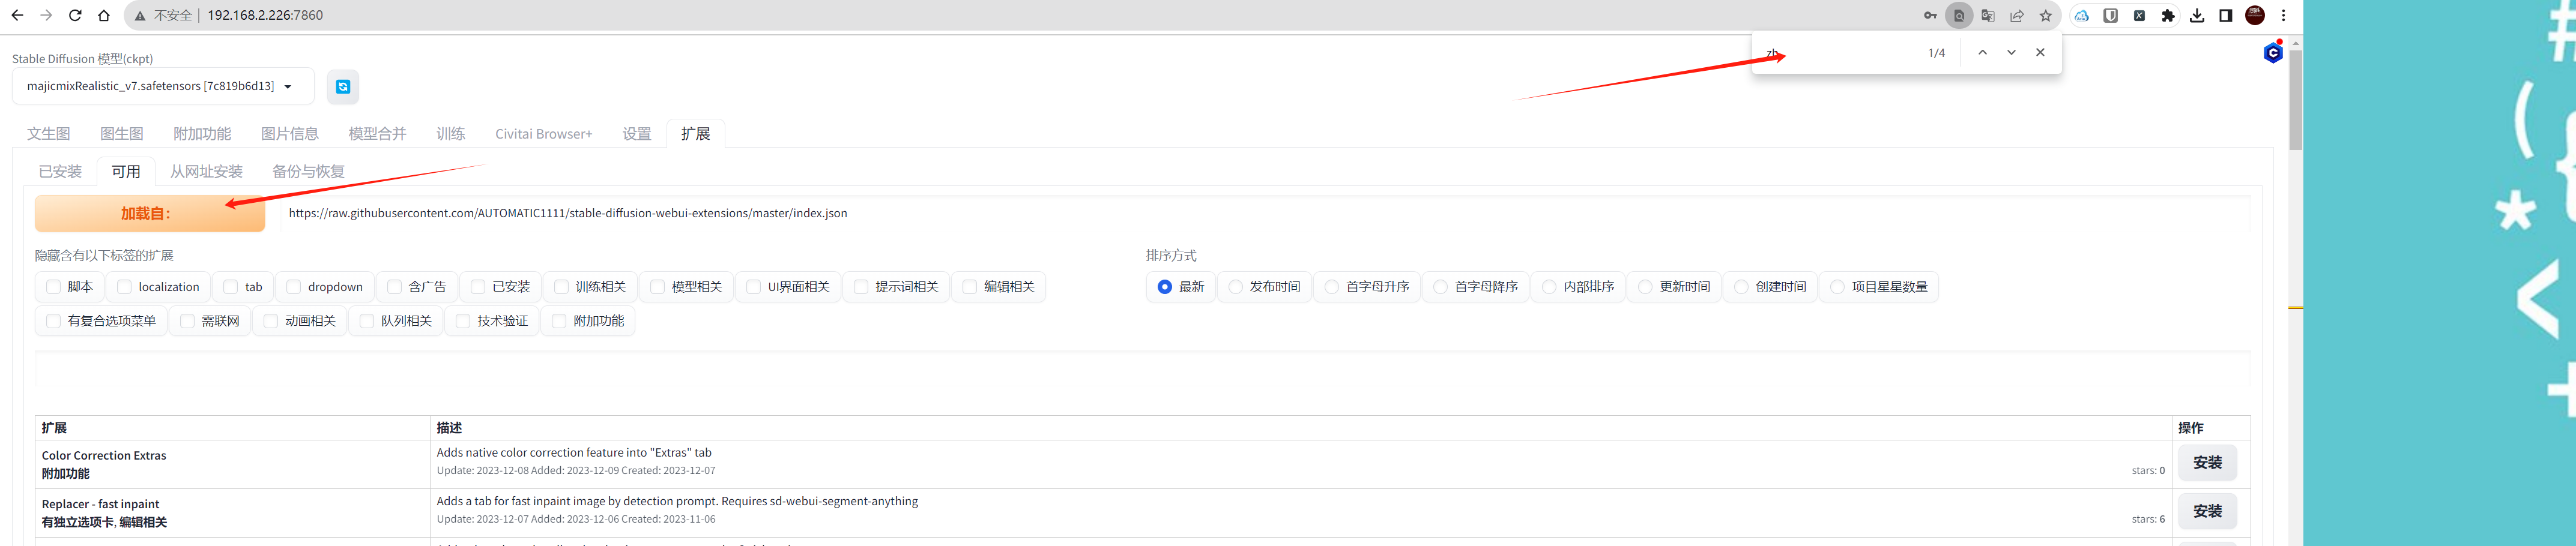 不安全 | 192.168.2.226:7860
zh 1/4
Stable Diffusion 模型(ckpt)
majicmixRealistic_v7.safetensors [7c819b6d13]
文生图 图生图 附加功能 图片信息 模型合并 训练 Civitai Browser+ 设置 扩展
已安装 可用 从网址安装 备份与恢复
加载自： https://raw.githubusercontent.com/AUTOMATIC1111/stable-diffusion-webui-extensions/master/index.json
隐藏含有以下标签的扩展 排序方式
脚本 localization tab dropdown 含广告 已安装 训练相关 模型相关 UI界面相关 提示词相关 编辑相关 最新 发布时间 首字母升序 首字母降序 内部排序 更新时间 创建时间 项目星星数量
有复合选项菜单 需联网 动画相关 队列相关 技术验证 附加功能
扩展 描述 操作
Color Correction Extras Adds native color correction feature into "Extras" tab
附加功能 Update: 2023-12-08 Added: 2023-12-09 Created: 2023-12-07 stars: 0 安装
Replacer - fast inpaint Adds a tab for fast inpaint image by detection prompt. Requires sd-webui-segment-anything
有独立选项卡, 编辑相关 Update: 2023-12-07 Added: 2023-12-06 Created: 2023-11-06 stars: 6 安装